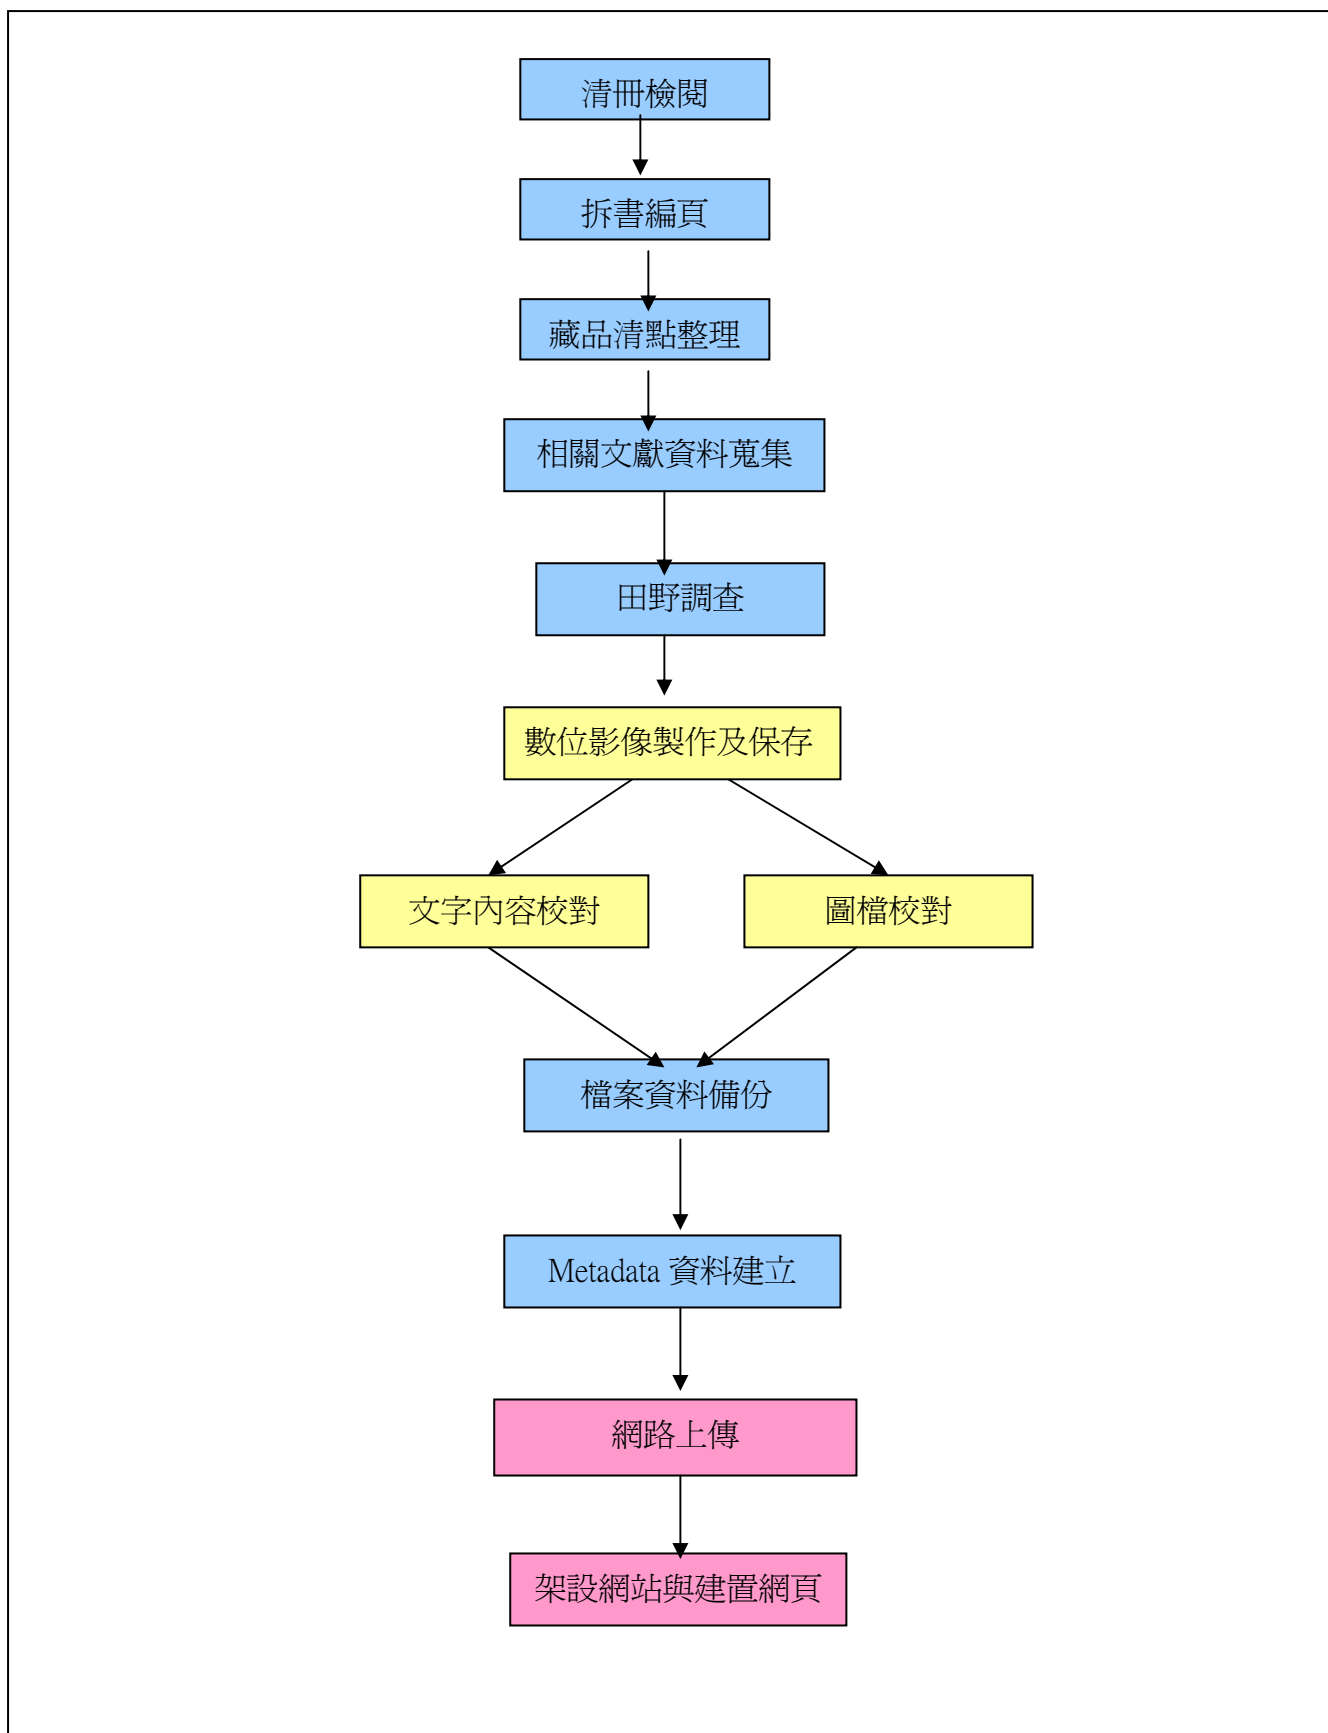 清冊檢閱
拆書編頁
藏品清點整理
相關文獻資料蒐集
田野調查
數位影像製作及保存
文字內容校對
圖檔校對
檔案資料備份
Metadata 資料建立
網路上傳
架設網站與建置網頁